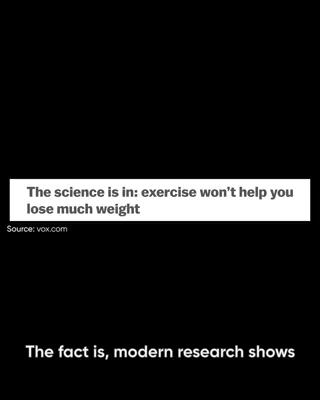 The science is in: exercise won't help you
lose much weight
Source: vox.com
The fact is, modern research shows